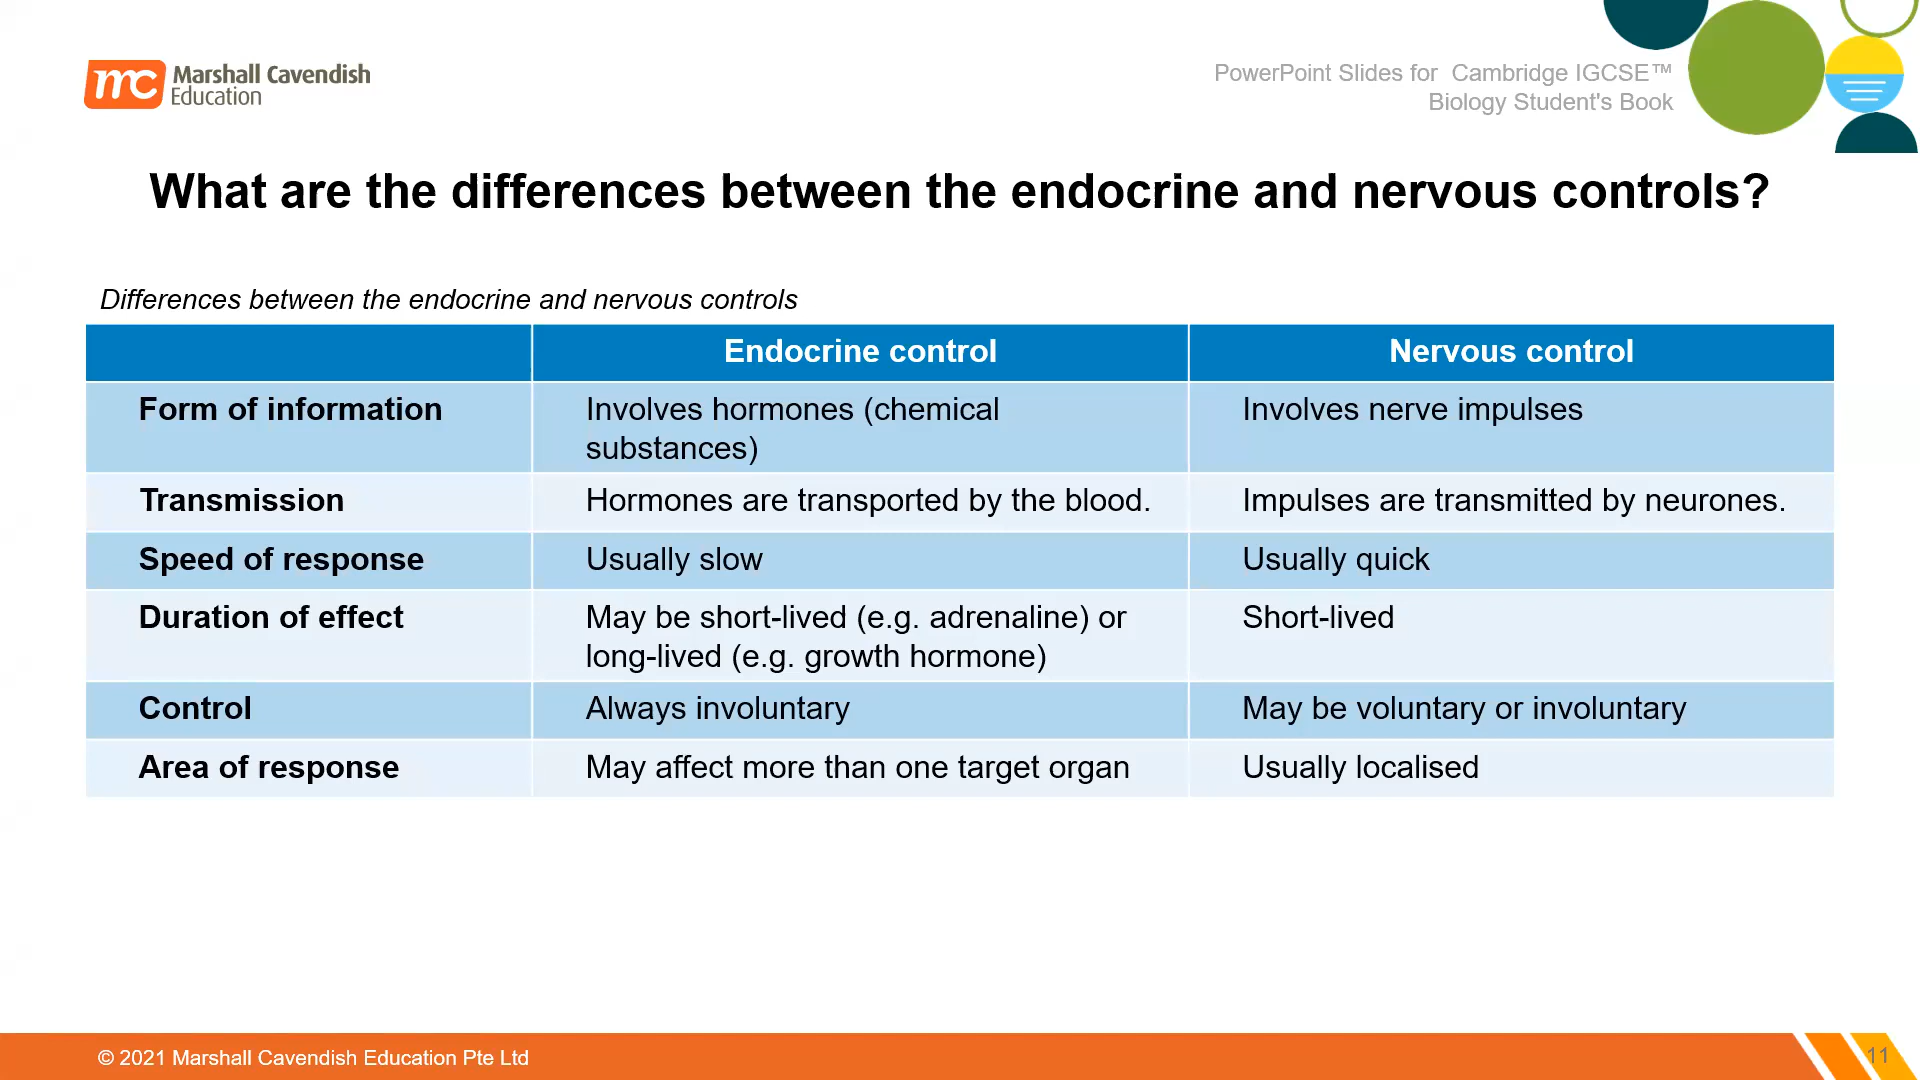 mc Marshall Cavendish
Education
PowerPoint Slides for  Cambridge IGCSE™
Biology Student's Book
What are the differences between the endocrine and nervous controls?
Differences between the endocrine and nervous controls
Endocrine control
Nervous control
Form of information
Involves hormones (chemical
substances)
Involves nerve impulses
Transmission
Hormones are transported by the blood.
Impulses are transmitted by neurones.
Speed of response
Usually slow
Usually quick
Duration of effect
May be short-lived (e.g. adrenaline) or
long-lived (e.g. growth hormone)
Short-lived
Control
Always involuntary
May be voluntary or involuntary
Area of response
May affect more than one target organ
Usually localised
© 2021 Marshall Cavendish Education Pte Ltd
11